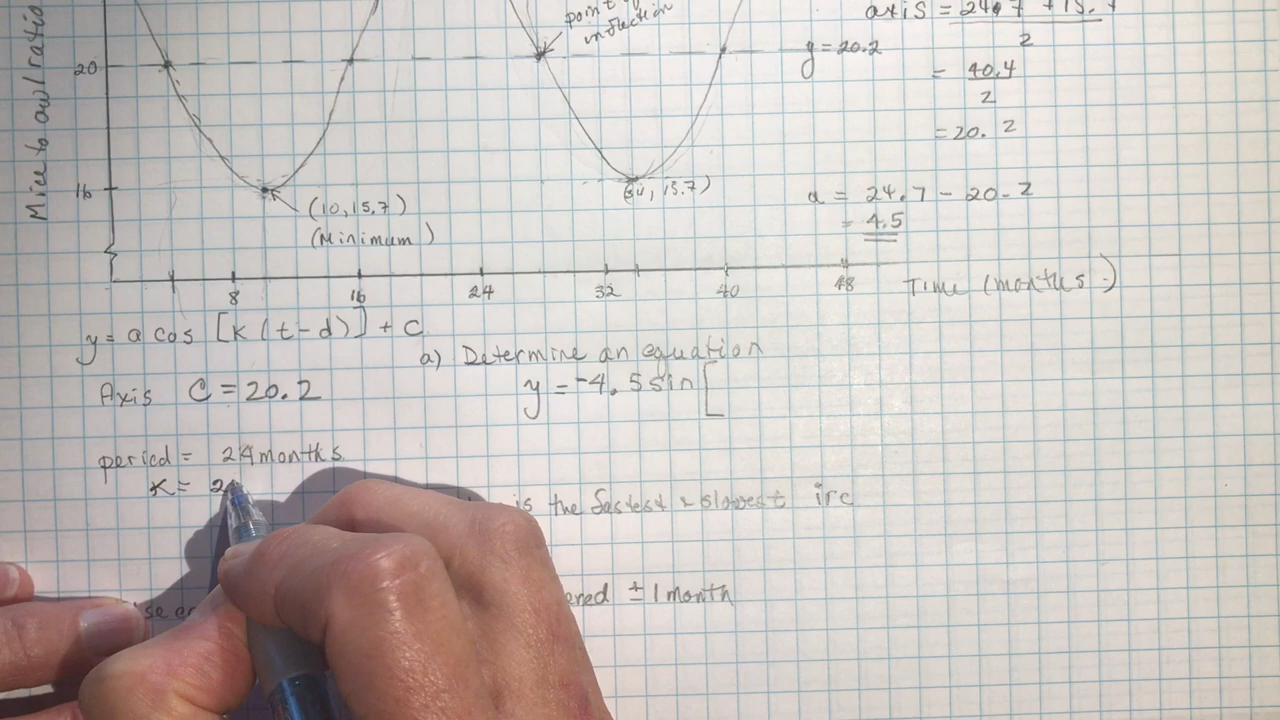 point
inflection
axis = 24.7 + 15.7
2
y = 20.2
= 40.4
2
= 20.2
Mice to owl ratio
20
16
(10, 15.7)
(Minimum)
(34, 15.7)
a = 24.7 - 20.2
= 4.5
8 16 24 32 40 48
Time (months)
y = a cos [K(t-d)] + C
a) Determine an equation
Axis C = 20.2
y = -4.5 sin [
period = 24 months
K = 2
is the fastest & slowest irc
± 1 month